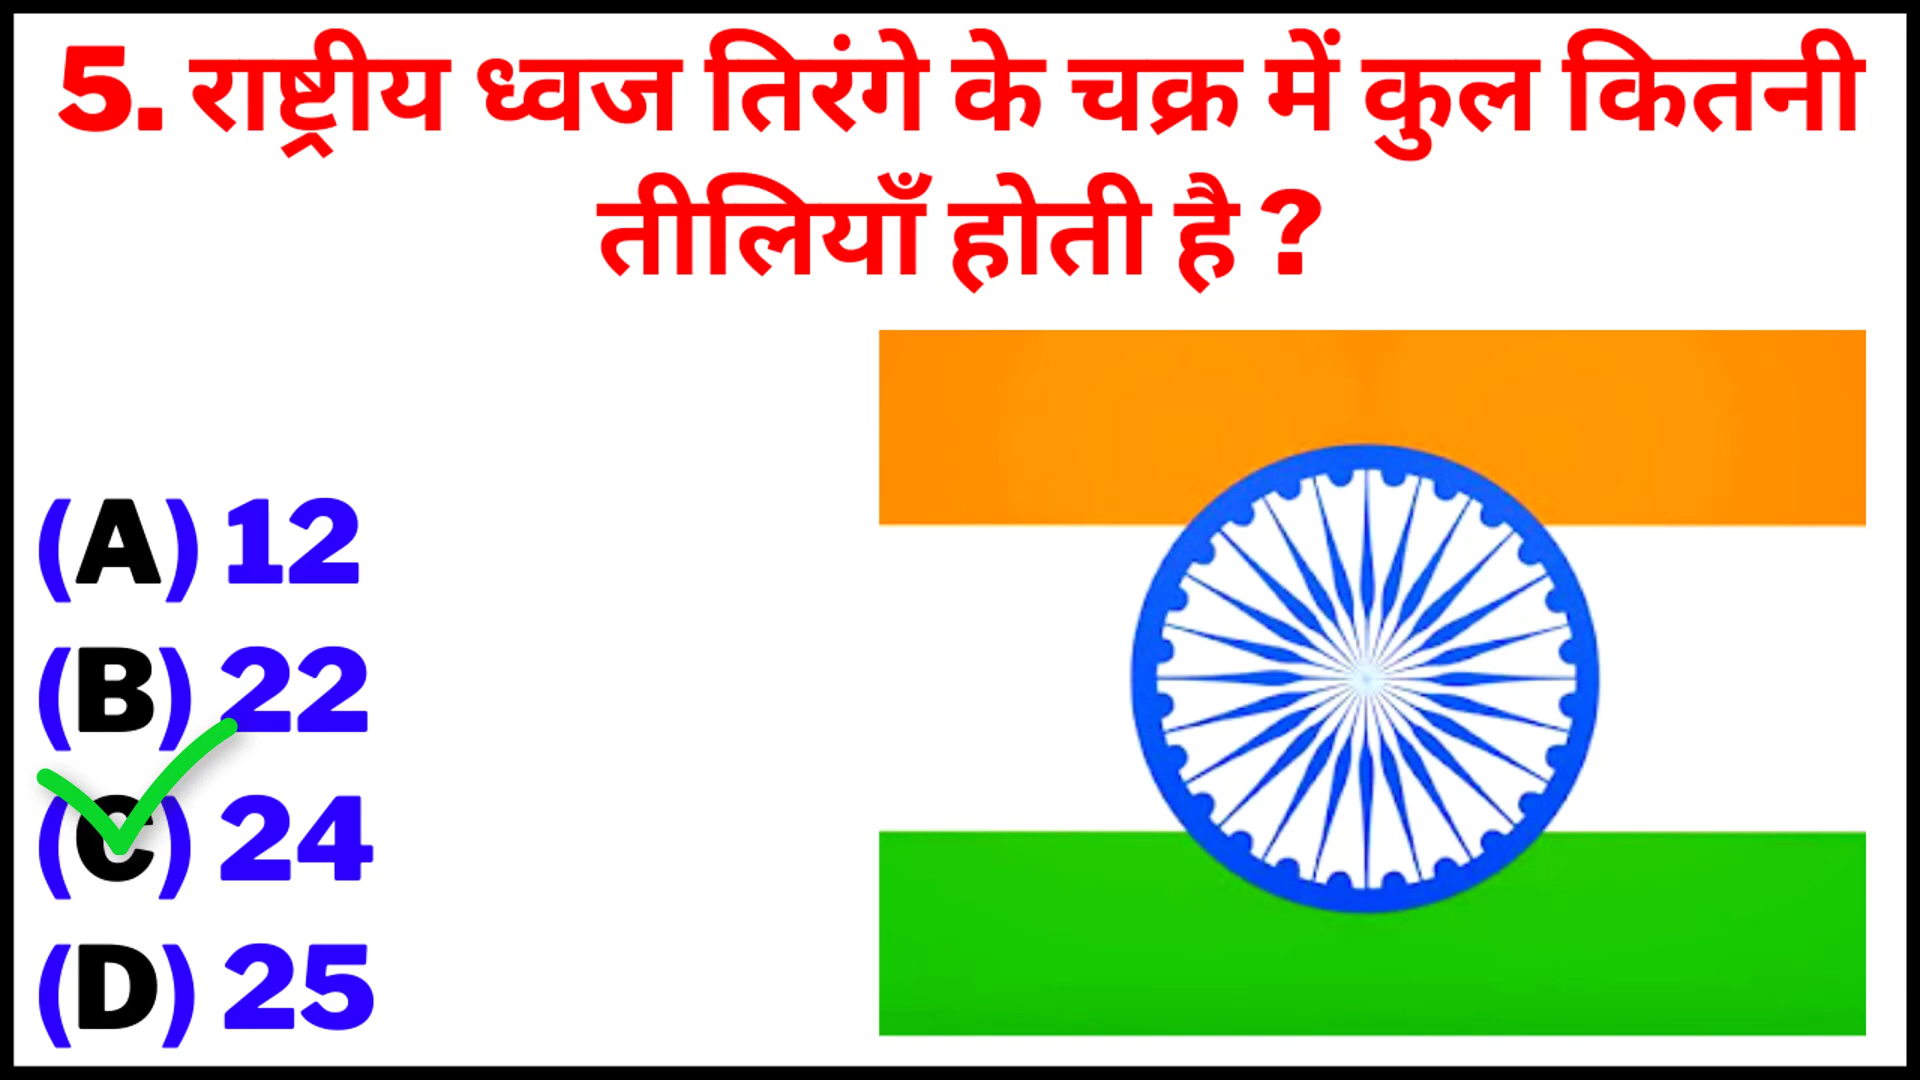 5. राष्ट्रीय ध्वज तिरंगे के चक्र में कुल कितनी
तीलियाँ होती है ?
(A) 12
(B) 22
(C) 24
(D) 25